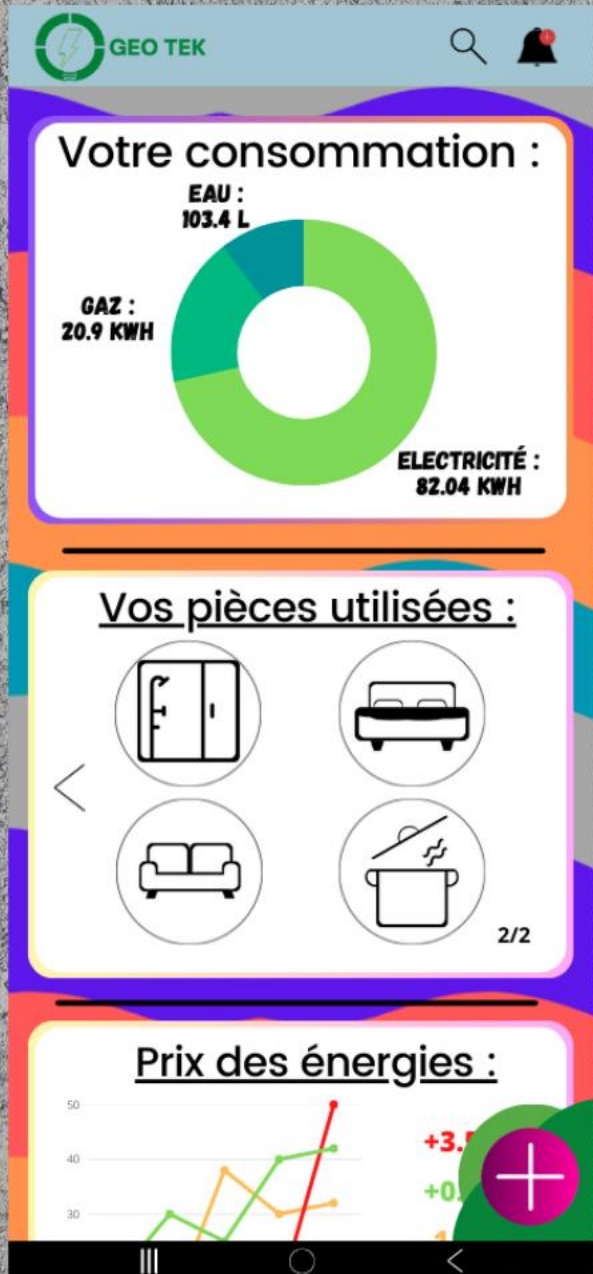 GEO TEK
Votre consommation :
EAU :
103.4 L
GAZ :
20.9 KWH
ELECTRICITÉ :
82.04 KWH
Vos pièces utilisées :
2/2
Prix des énergies :
50
40
30